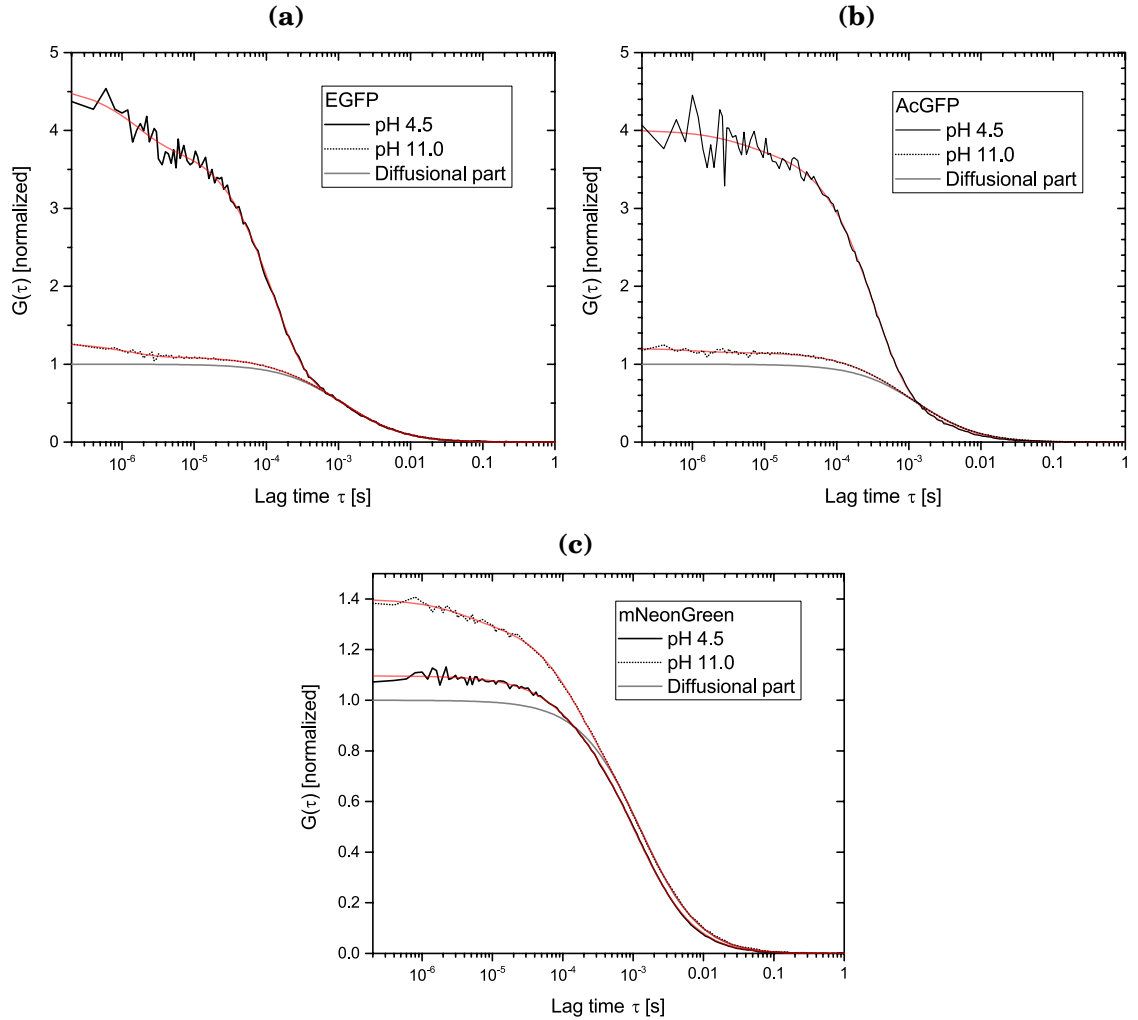 (a)
5
4
3
2
1
0
G(τ) [normalized]
EGFP
pH 4.5
pH 11.0
Diffusional part
10⁻⁶
10⁻⁵
10⁻⁴
10⁻³
0.01
0.1
1
Lag time τ [s]
(b)
5
4
3
2
1
0
G(τ) [normalized]
AcGFP
pH 4.5
pH 11.0
Diffusional part
10⁻⁶
10⁻⁵
10⁻⁴
10⁻³
0.01
0.1
1
Lag time τ [s]
(c)
1.4
1.2
1.0
0.8
0.6
0.4
0.2
0.0
G(τ) [normalized]
mNeonGreen
pH 4.5
pH 11.0
Diffusional part
10⁻⁶
10⁻⁵
10⁻⁴
10⁻³
0.01
0.1
1
Lag time τ [s]